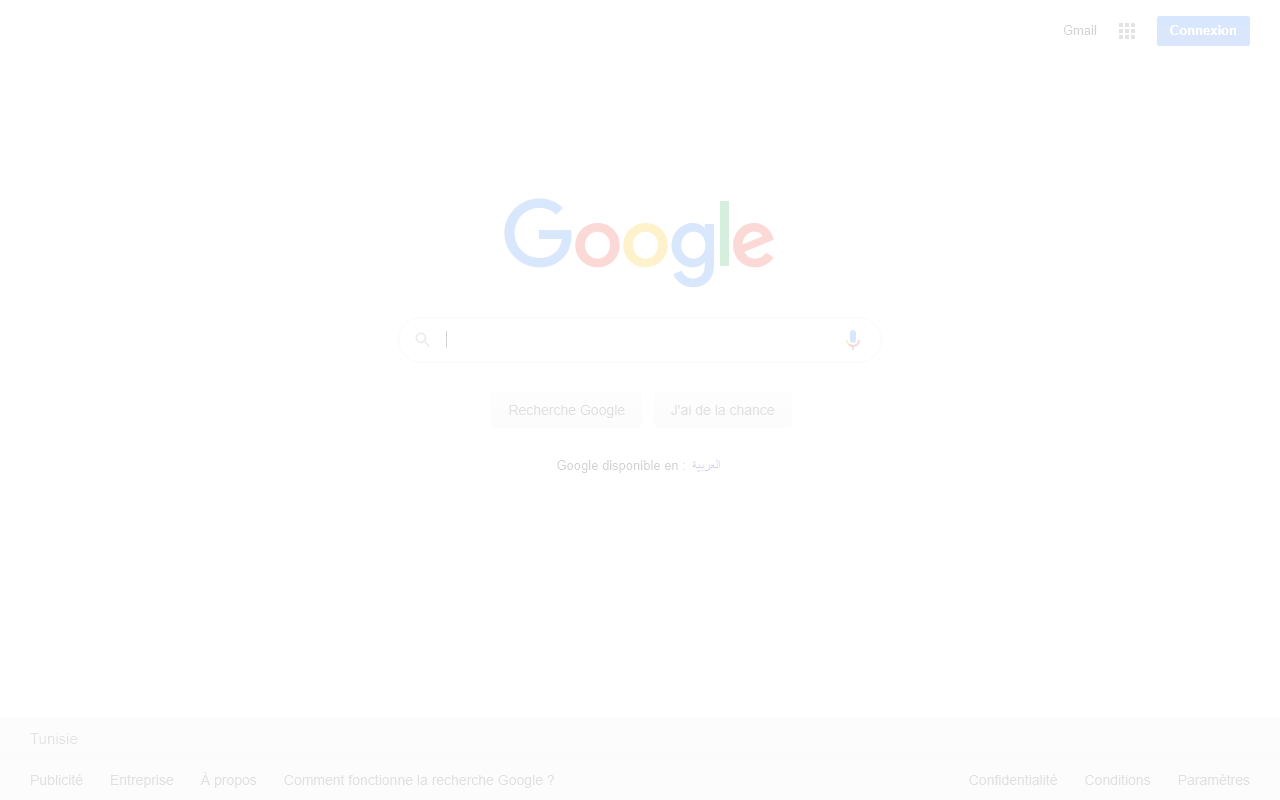 Gmail Connexion
Google
Recherche Google J'ai de la chance
Google disponible en : العربية
Tunisie
Publicité Entreprise À propos Comment fonctionne la recherche Google ? Confidentialité Conditions Paramètres